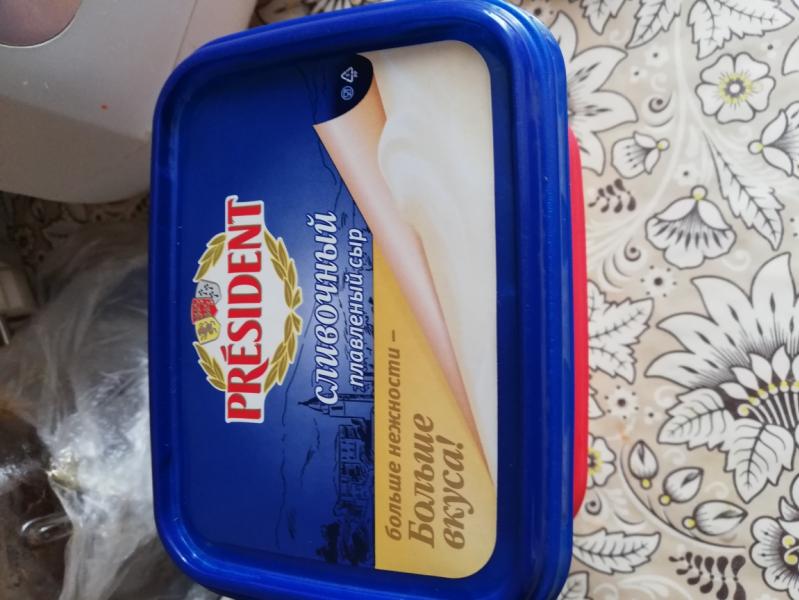 PRÉSIDENT
сливочный
плавленый сыр
больше нежности –
Больше
вкуса!